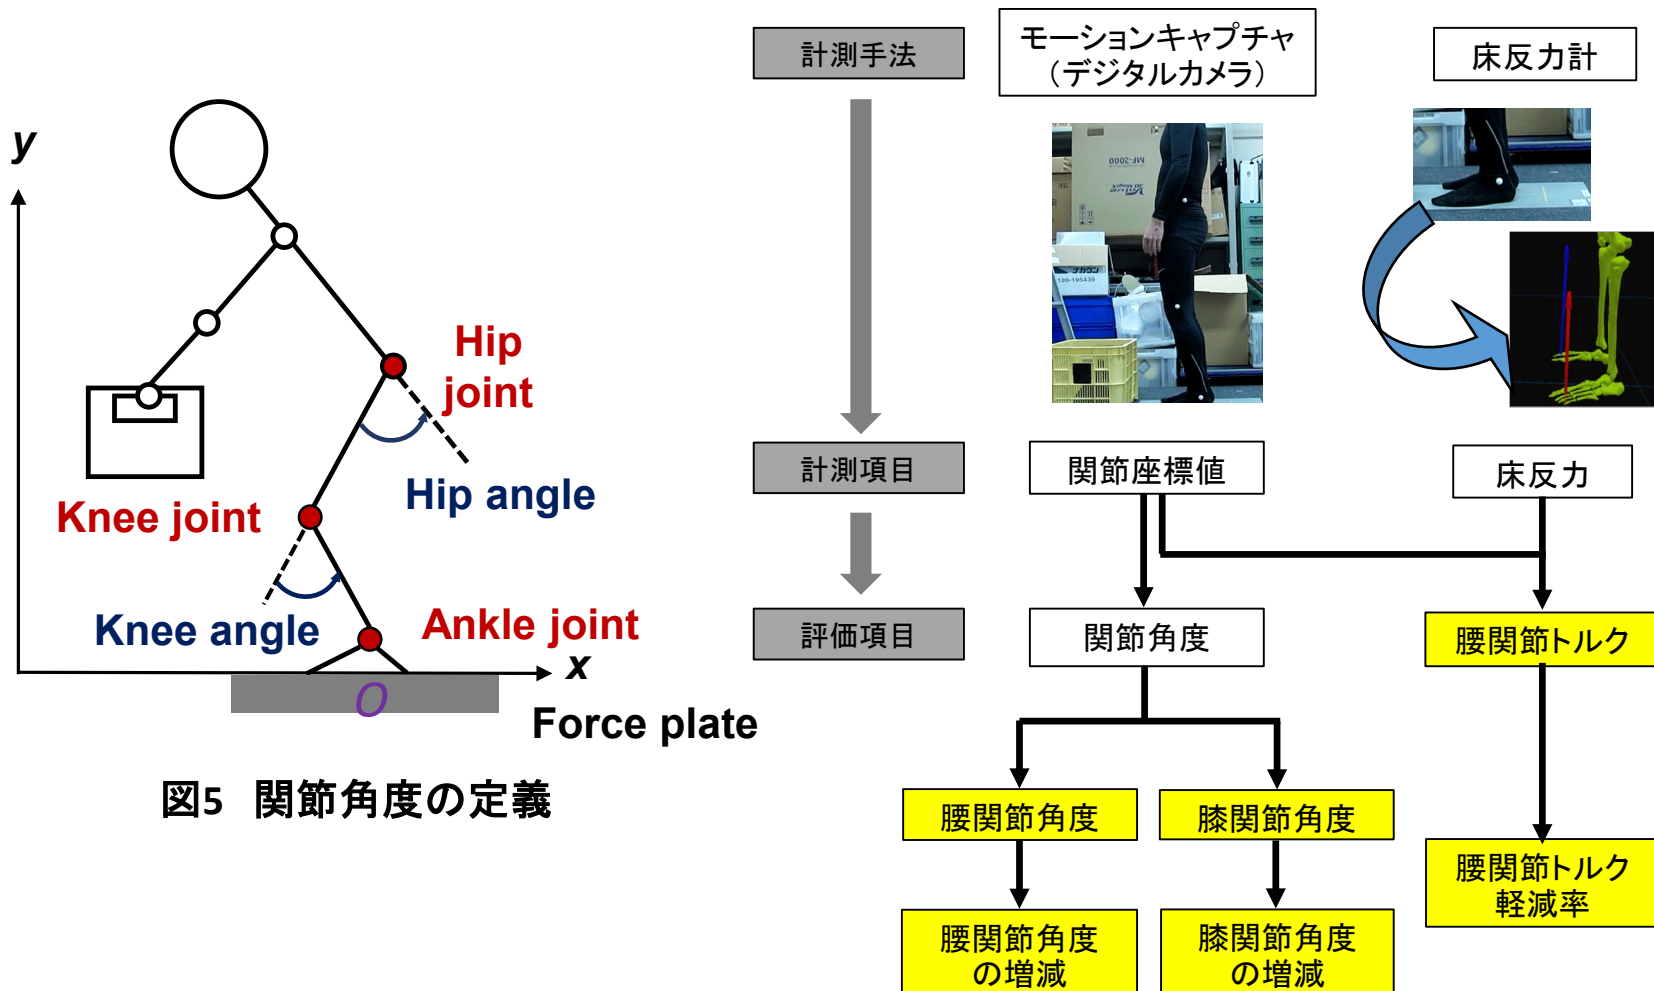 y
Hip
joint
Hip angle
Knee joint
Knee angle
Ankle joint
x
O
Force plate
図5 関節角度の定義
計測手法
モーションキャプチャ
(デジタルカメラ)
床反力計
MF-2000
Value
120-195439
計測項目
関節座標値
床反力
評価項目
関節角度
腰関節トルク
腰関節角度
膝関節角度
腰関節トルク
軽減率
腰関節角度
の増減
膝関節角度
の増減